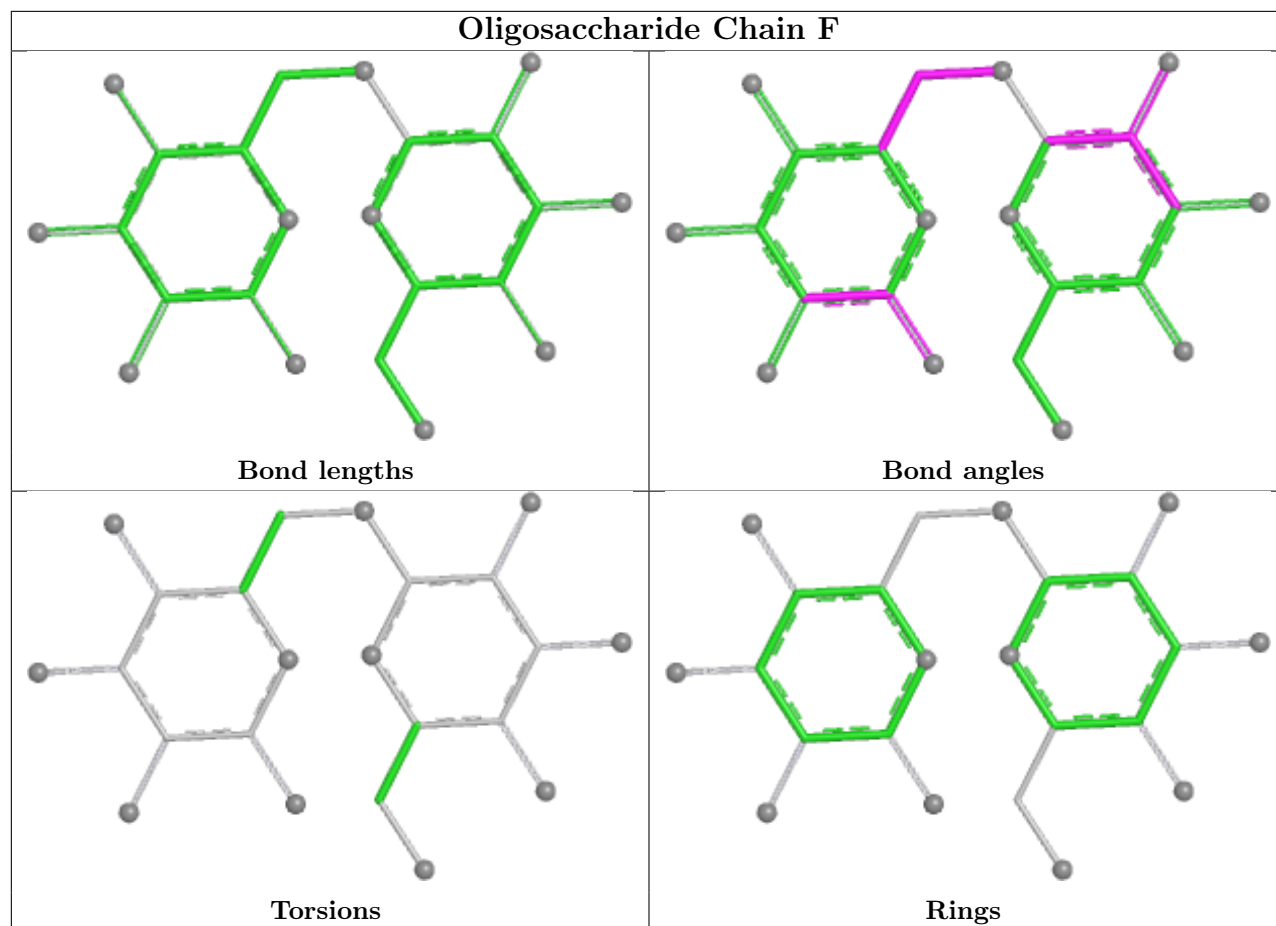 Oligosaccharide Chain F
Bond lengths
Bond angles
Torsions
Rings